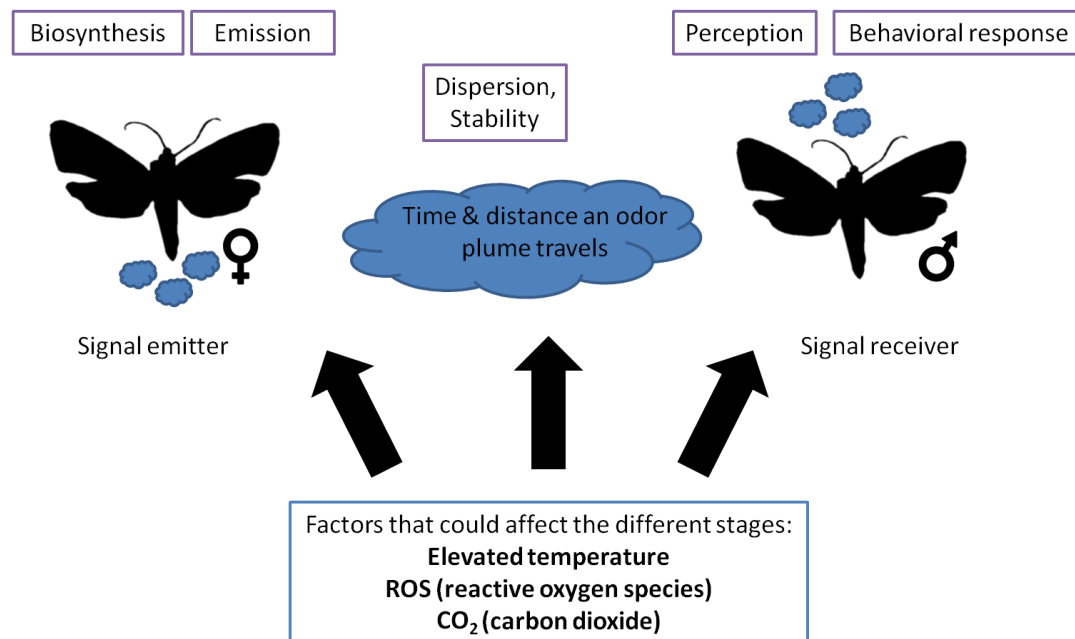 Biosynthesis
Emission
Perception
Behavioral response
Dispersion,
Stability
Time & distance an odor
plume travels
Signal emitter
Signal receiver
Factors that could affect the different stages:
Elevated temperature
ROS (reactive oxygen species)
CO₂ (carbon dioxide)